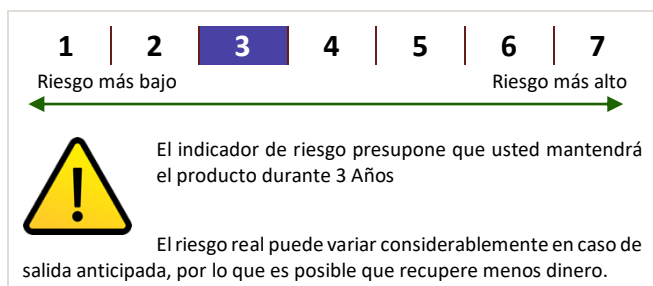 1 2 3 4 5 6 7
Riesgo más bajo Riesgo más alto
El indicador de riesgo presupone que usted mantendrá
el producto durante 3 Años
El riesgo real puede variar considerablemente en caso de
salida anticipada, por lo que es posible que recupere menos dinero.